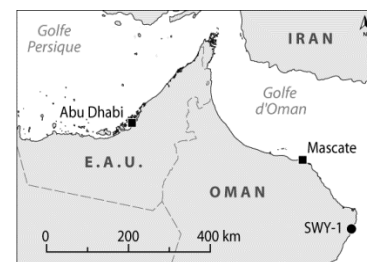 Golfe
Persique
IRAN
N
Abu Dhabi
Golfe
d'Oman
E.A.U.
Mascate
OMAN
SWY-1
0 200 400 km